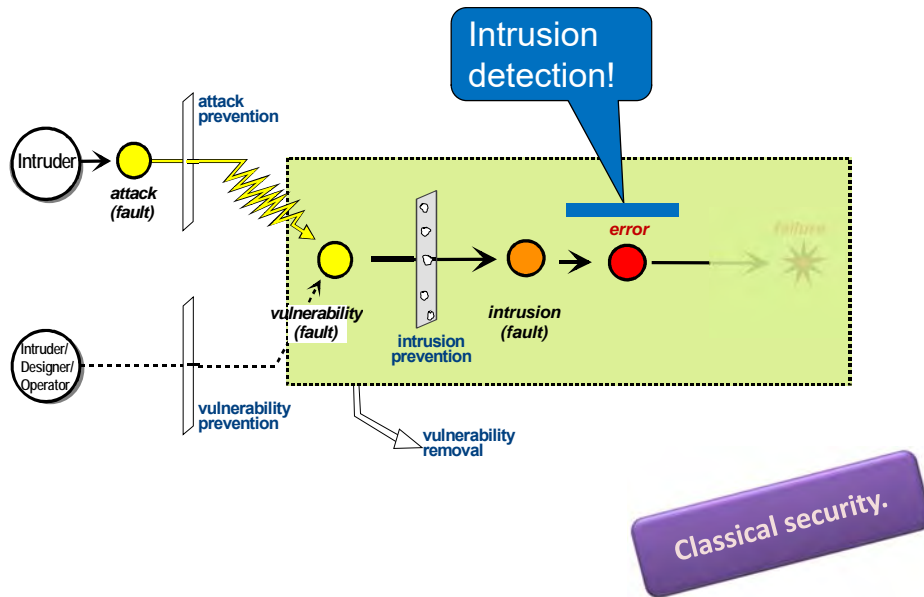 Intrusion
detection!
attack
prevention
Intruder
attack
(fault)
error
failure
vulnerability
(fault)
intrusion
prevention
intrusion
(fault)
Intruder/
Designer/
Operator
vulnerability
prevention
vulnerability
removal
Classical security.